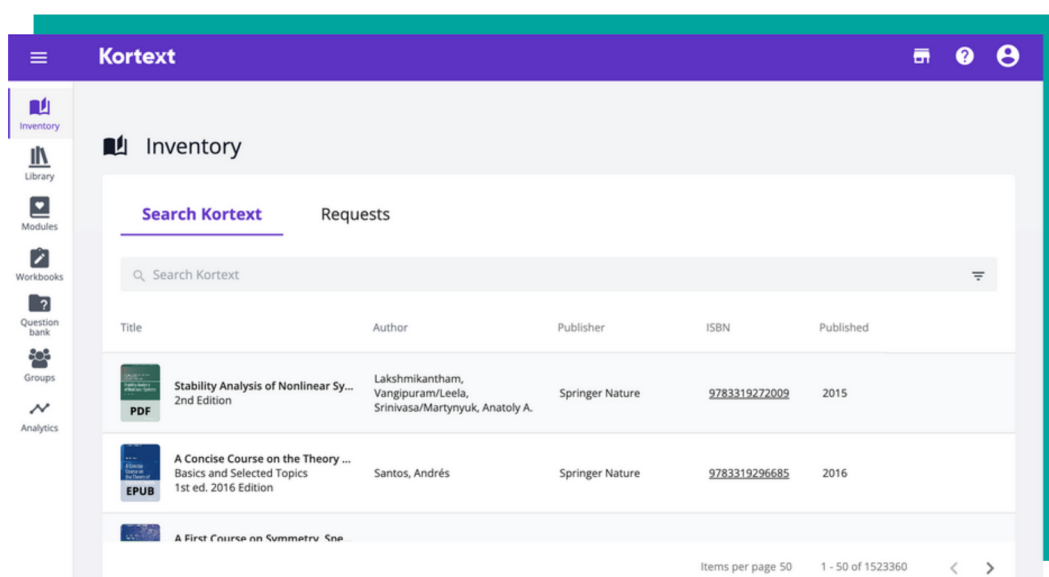 Kortext
Inventory
Library
Modules
Workbooks
Question
bank
Groups
Analytics
Inventory
Search Kortext Requests
Search Kortext
Title Author Publisher ISBN Published
PDF
Stability Analysis of Nonlinear Sy...
2nd Edition
Lakshmikantham,
Vangipuram/Leela,
Srinivasa/Martynyuk, Anatoly A.
Springer Nature 9783319272009 2015
EPUB
A Concise Course on the Theory ...
Basics and Selected Topics
1st ed. 2016 Edition
Santos, Andrés Springer Nature 9783319296685 2016
A First Course on Symmetry, Spe...
Items per page 50 1 - 50 of 1523360